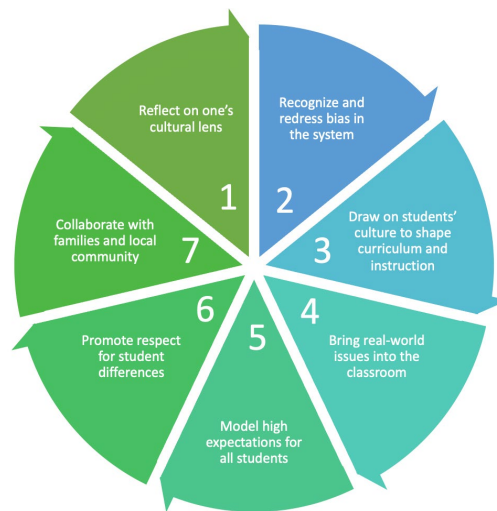 Reflect on one's
cultural lens
1
Recognize and
redress bias in
the system
2
Draw on students'
culture to shape
curriculum and
instruction
3
Bring real-world
issues into the
classroom
4
Model high
expectations for
all students
5
Promote respect
for student
differences
6
Collaborate with
families and local
community
7